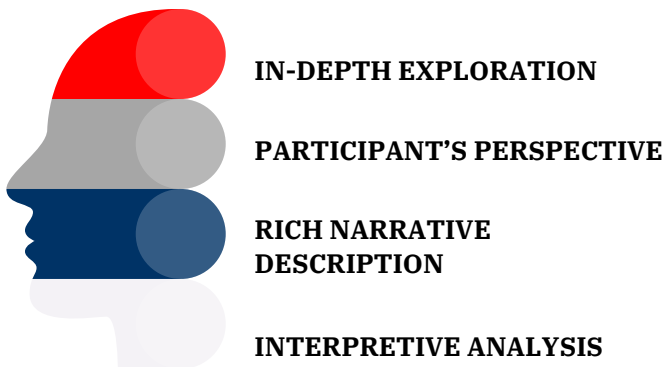 IN-DEPTH EXPLORATION
PARTICIPANT’S PERSPECTIVE
RICH NARRATIVE
DESCRIPTION
INTERPRETIVE ANALYSIS